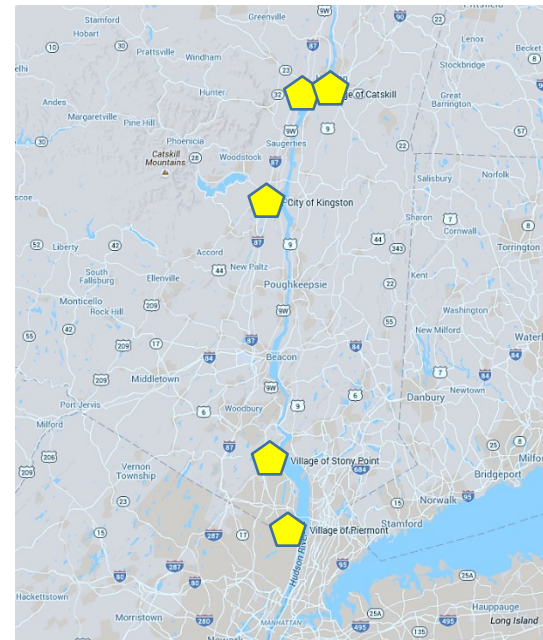 Stamford
Greenville
Pittsfield
Hobart
Prattsville
Windham
Lenox
Becket
Stockbridge
Hunter
Village of Catskill
Great
Barrington
Andes
Margaretville
Pine Hill
Phoenicia
Saugerties
Woodstock
Catskill
Mountains
Salisbury
Norfolk
City of Kingston
Sharon
Cornwall
Torrington
Liberty
Accord
New Paltz
Kent
South
Fallsburg
Ellenville
Poughkeepsie
Monticello
Rock Hill
Washington
New Milford
Beacon
Middletown
Newtown
Danbury
Port Jervis
Woodbury
Milford
Village of Stony Point
Vernon
Township
Bridgeport
Norwalk
Village of Piermont
Stamford
Hudson River
Hackettstown
Morristown
MANHATTAN
Newark
Hauppauge
Long Island